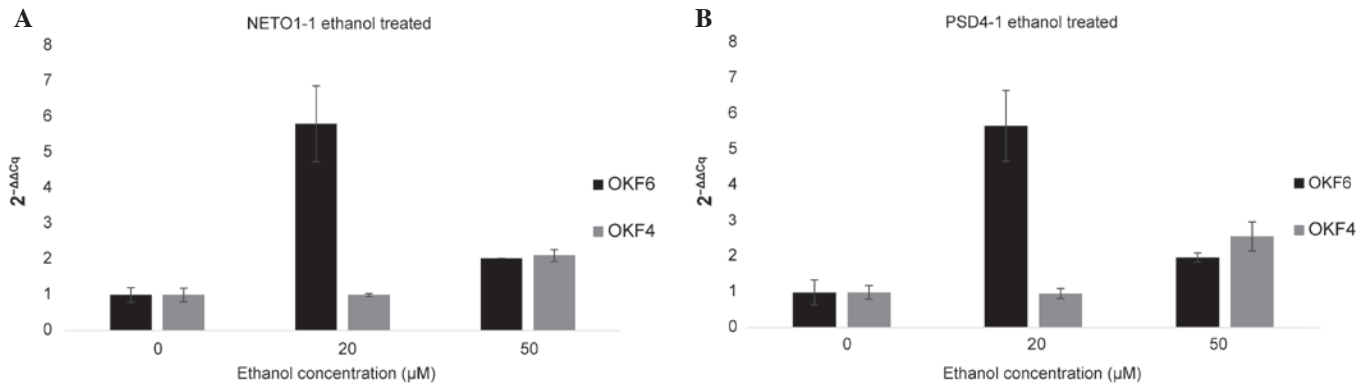 A
NETO1-1 ethanol treated
8
7
6
5
4
3
2
1
0
2-ΔΔCq
0 20 50
Ethanol concentration (µM)
OKF6
OKF4
B
PSD4-1 ethanol treated
8
7
6
5
4
3
2
1
0
2-ΔΔCq
0 20 50
Ethanol concentration (µM)
OKF6
OKF4